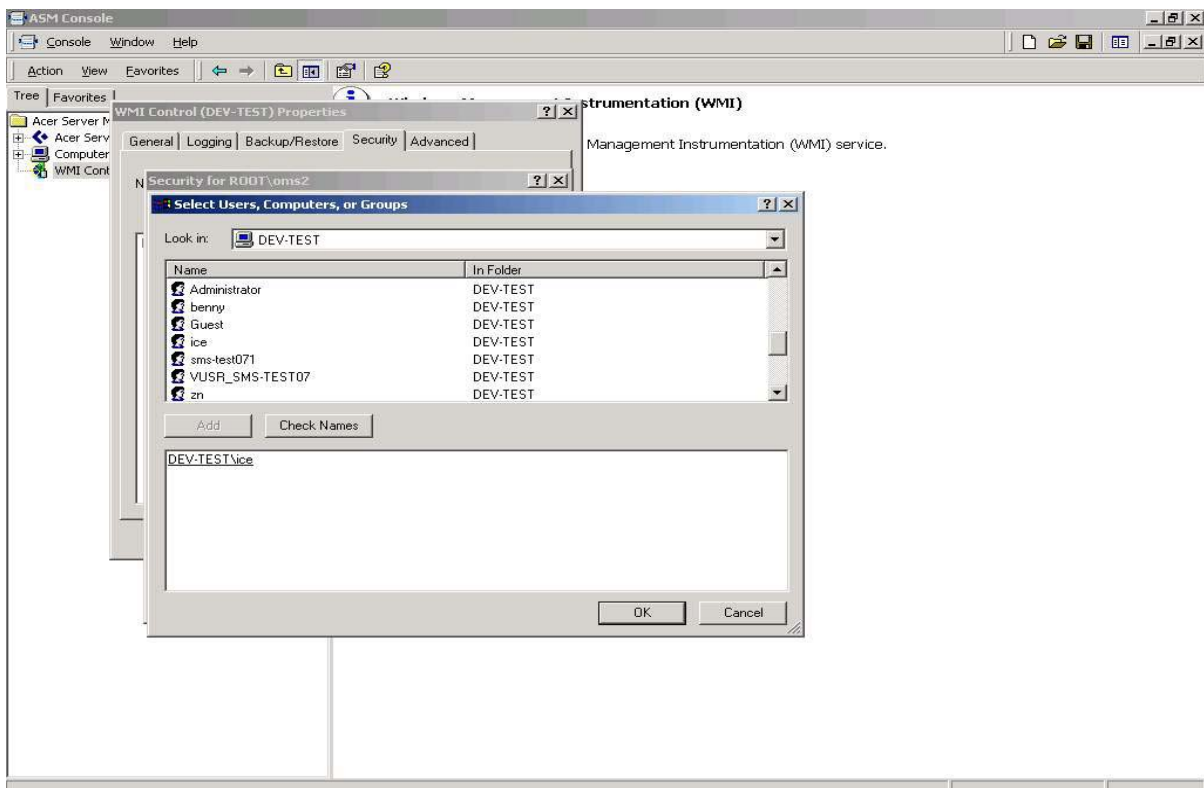 ASM Console
Console Window Help
Action View Favorites
Tree Favorites
Acer Server M
Acer Serv
Computer
WMI Cont
strumentation (WMI)
Management Instrumentation (WMI) service.
WMI Control (DEV-TEST) Properties
General Logging Backup/Restore Security Advanced
N
Security for ROOT\oms2
Select Users, Computers, or Groups
Look in: DEV-TEST
Name In Folder
Administrator DEV-TEST
benny DEV-TEST
Guest DEV-TEST
ice DEV-TEST
sms-test071 DEV-TEST
VUSR_SMS-TEST07 DEV-TEST
zn DEV-TEST
Add Check Names
DEV-TEST\ice
OK Cancel